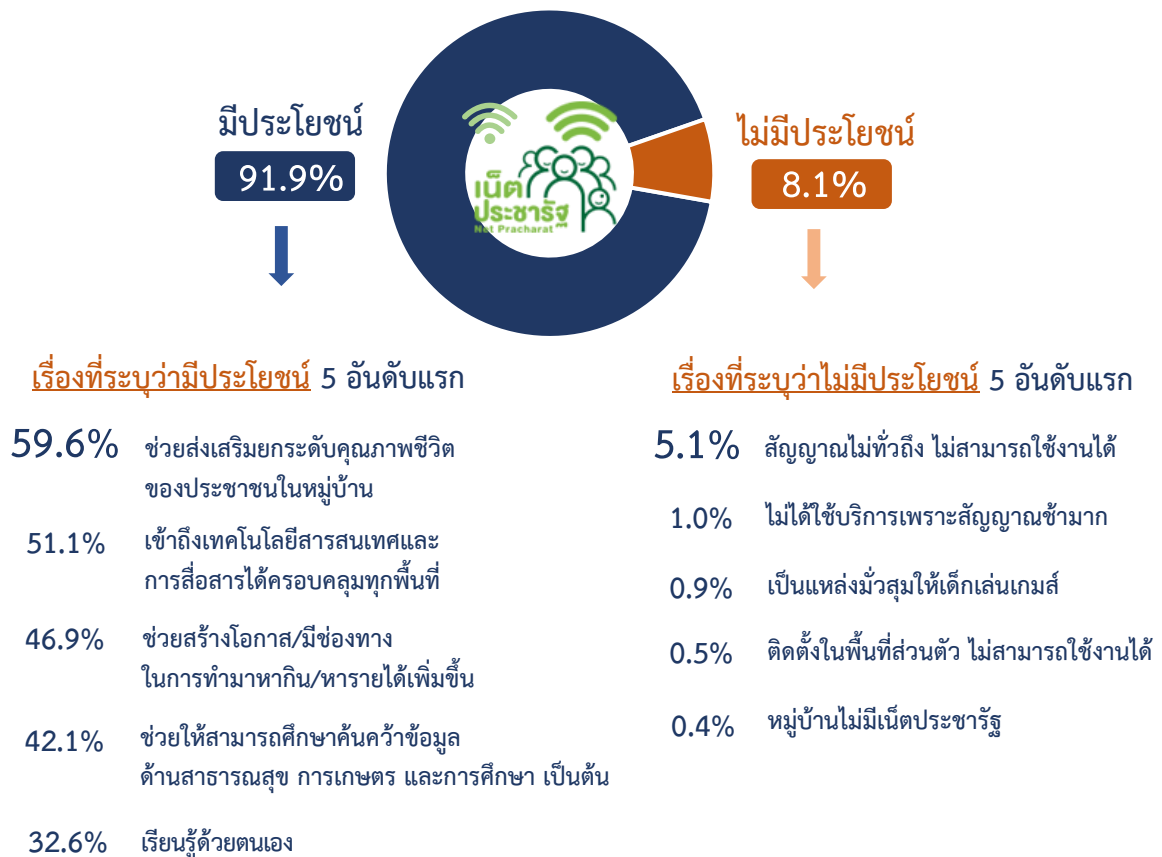 มีประโยชน์
91.9%
ไม่มีประโยชน์
8.1%
เน็ต
ประชารัฐ
Net Pracharat
เรื่องที่ระบุว่ามีประโยชน์ 5 อันดับแรก
59.6% ช่วยส่งเสริมยกระดับคุณภาพชีวิต
ของประชาชนในหมู่บ้าน
51.1% เข้าถึงเทคโนโลยีสารสนเทศและ
การสื่อสารได้ครอบคลุมทุกพื้นที่
46.9% ช่วยสร้างโอกาส/มีช่องทาง
ในการทำมาหากิน/หารายได้เพิ่มขึ้น
42.1% ช่วยให้สามารถศึกษาค้นคว้าข้อมูล
ด้านสาธารณสุข การเกษตร และการศึกษา เป็นต้น
32.6% เรียนรู้ด้วยตนเอง
เรื่องที่ระบุว่าไม่มีประโยชน์ 5 อันดับแรก
5.1% สัญญาณไม่ทั่วถึง ไม่สามารถใช้งานได้
1.0% ไม่ได้ใช้บริการเพราะสัญญาณช้ามาก
0.9% เป็นแหล่งมั่วสุมให้เด็กเล่นเกมส์
0.5% ติดตั้งในพื้นที่ส่วนตัว ไม่สามารถใช้งานได้
0.4% หมู่บ้านไม่มีเน็ตประชารัฐ